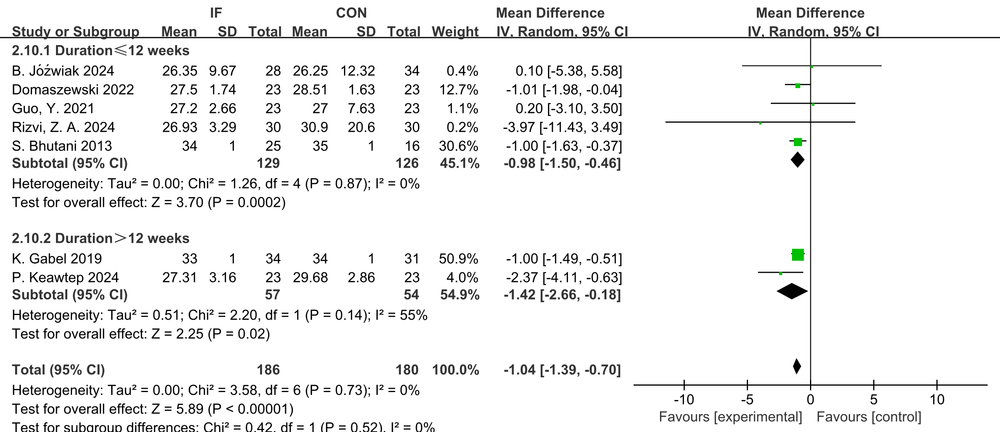 IF CON Mean Difference Mean Difference
Study or Subgroup Mean SD Total Mean SD Total Weight IV, Random, 95% CI IV, Random, 95% CI
2.10.1 Duration⩽12 weeks
B. Jóźwiak 2024 26.35 9.67 28 26.25 12.32 34 0.4% 0.10 [-5.38, 5.58]
Domaszewski 2022 27.5 1.74 23 28.51 1.63 23 12.7% -1.01 [-1.98, -0.04]
Guo, Y. 2021 27.2 2.66 23 27 7.63 23 1.1% 0.20 [-3.10, 3.50]
Rizvi, Z. A. 2024 26.93 3.29 30 30.9 20.6 30 0.2% -3.97 [-11.43, 3.49]
S. Bhutani 2013 34 1 25 35 1 16 30.6% -1.00 [-1.63, -0.37]
Subtotal (95% CI) 129 126 45.1% -0.98 [-1.50, -0.46]
Heterogeneity: Tau² = 0.00; Chi² = 1.26, df = 4 (P = 0.87); I² = 0%
Test for overall effect: Z = 3.70 (P = 0.0002)
2.10.2 Duration＞12 weeks
K. Gabel 2019 33 1 34 34 1 31 50.9% -1.00 [-1.49, -0.51]
P. Keawtep 2024 27.31 3.16 23 29.68 2.86 23 4.0% -2.37 [-4.11, -0.63]
Subtotal (95% CI) 57 54 54.9% -1.42 [-2.66, -0.18]
Heterogeneity: Tau² = 0.51; Chi² = 2.20, df = 1 (P = 0.14); I² = 55%
Test for overall effect: Z = 2.25 (P = 0.02)
Total (95% CI) 186 180 100.0% -1.04 [-1.39, -0.70]
Heterogeneity: Tau² = 0.00; Chi² = 3.58, df = 6 (P = 0.73); I² = 0%
Test for overall effect: Z = 5.89 (P < 0.00001)
Test for subgroup differences: Chi² = 0.42, df = 1 (P = 0.52), I² = 0%
-10 -5 0 5 10
Favours [experimental] Favours [control]